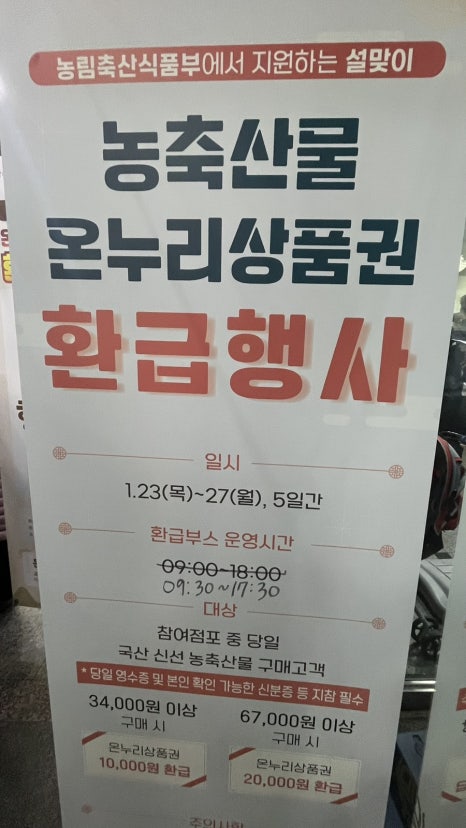 농림축산식품부에서 지원하는 설맞이
농축산물
온누리상품권
환급행사
일시
1.23(목)~27(월), 5일간
환급부스 운영시간
09:00~18:00
09:30~17:30
대상
참여점포 중 당일
국산 신선 농축산물 구매고객
* 당일 영수증 및 본인 확인 가능한 신분증 등 지참 필수
34,000원 이상
구매 시
온누리상품권
10,000원 환급
67,000원 이상
구매 시
온누리상품권
20,000원 환급
주의사항